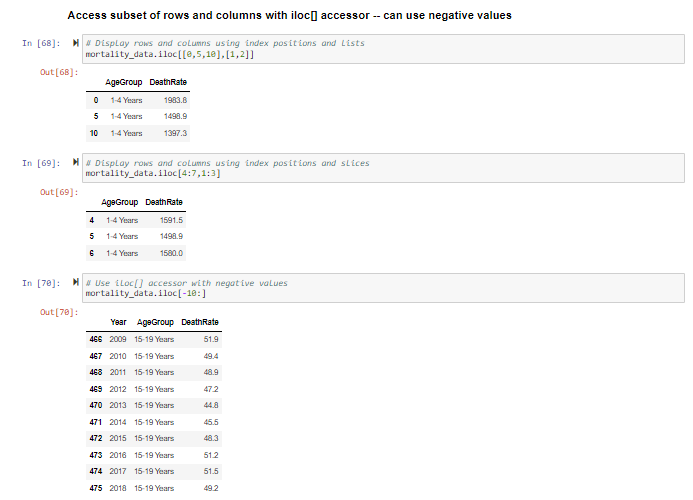 Access subset of rows and columns with iloc[] accessor -- can use negative values
In [68]: # Display rows and columns using index positions and lists
mortality_data.iloc[[0,5,10],[1,2]]
Out[68]:
AgeGroup DeathRate
0 1-4 Years 1983.8
5 1-4 Years 1498.9
10 1-4 Years 1397.3
In [69]: # Display rows and columns using index positions and slices
mortality_data.iloc[4:7,1:3]
Out[69]:
AgeGroup DeathRate
4 1-4 Years 1591.5
5 1-4 Years 1498.9
6 1-4 Years 1580.0
In [70]: # Use iloc[] accessor with negative values
mortality_data.iloc[-10:]
Out[70]:
Year AgeGroup DeathRate
466 2009 15-19 Years 51.9
467 2010 15-19 Years 49.4
468 2011 15-19 Years 48.9
469 2012 15-19 Years 47.2
470 2013 15-19 Years 44.8
471 2014 15-19 Years 45.5
472 2015 15-19 Years 48.3
473 2016 15-19 Years 51.2
474 2017 15-19 Years 51.5
475 2018 15-19 Years 49.2